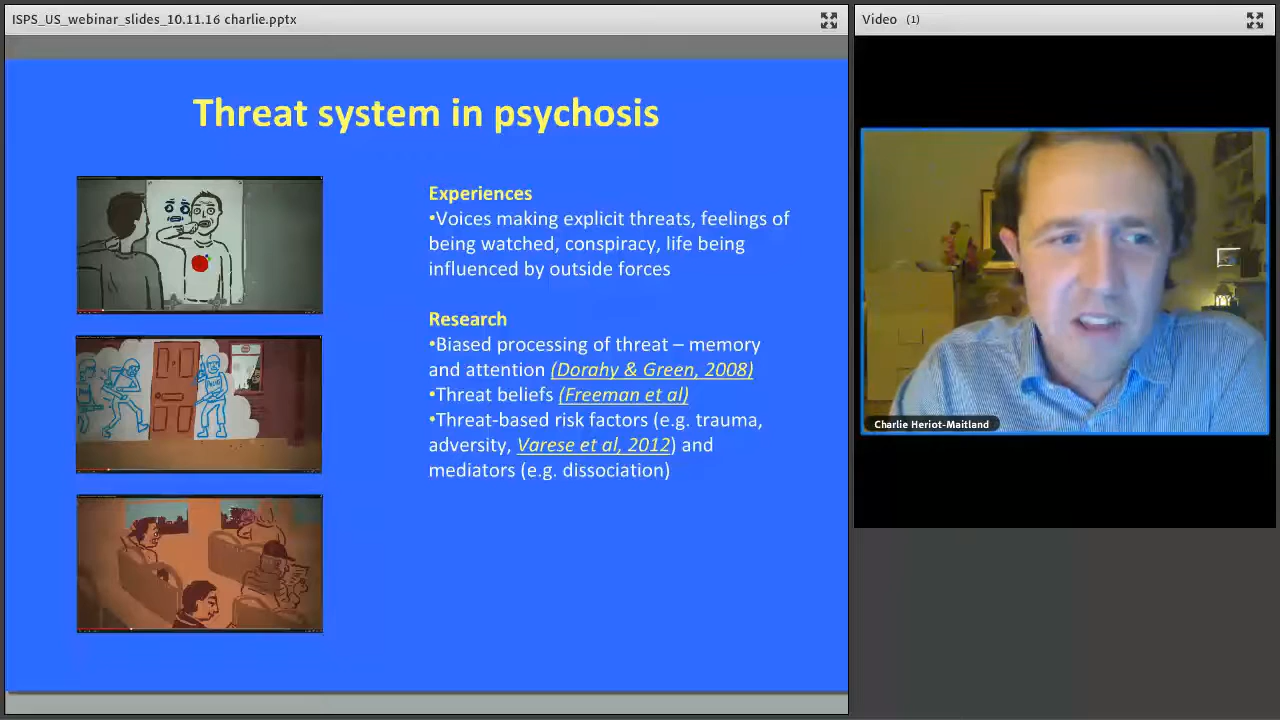 ISPS_US_webinar_slides_10.11.16 charlie.pptx
Video (1)
Threat system in psychosis
Experiences
•Voices making explicit threats, feelings of
being watched, conspiracy, life being
influenced by outside forces
Research
•Biased processing of threat – memory
and attention (Dorahy & Green, 2008)
•Threat beliefs (Freeman et al)
•Threat-based risk factors (e.g. trauma,
adversity, Varese et al, 2012) and
mediators (e.g. dissociation)
Charlie Heriot-Maitland